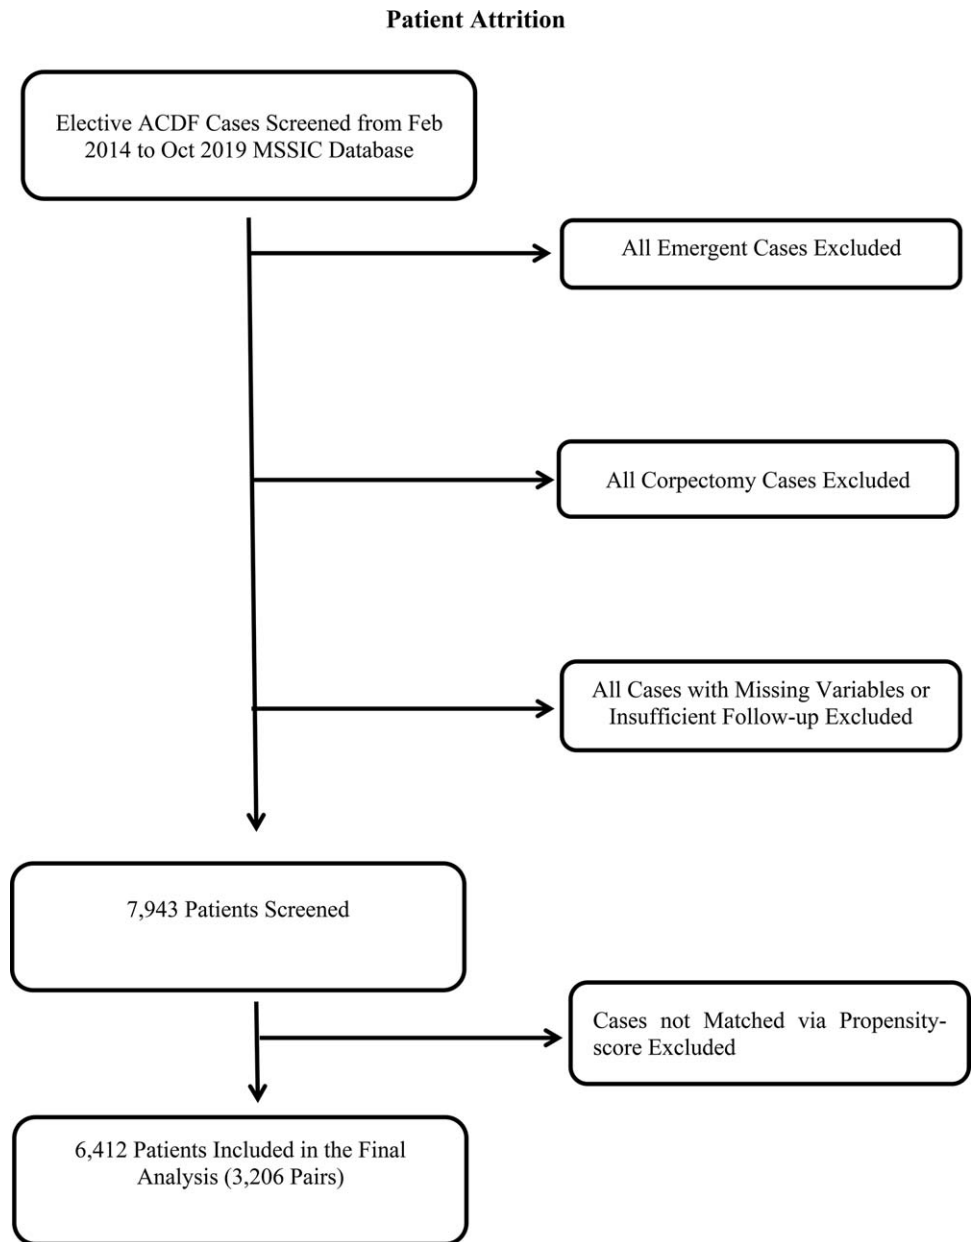 Patient Attrition
Elective ACDF Cases Screened from Feb
2014 to Oct 2019 MSSIC Database
All Emergent Cases Excluded
All Corpectomy Cases Excluded
All Cases with Missing Variables or
Insufficient Follow-up Excluded
7,943 Patients Screened
Cases not Matched via Propensity-
score Excluded
6,412 Patients Included in the Final
Analysis (3,206 Pairs)